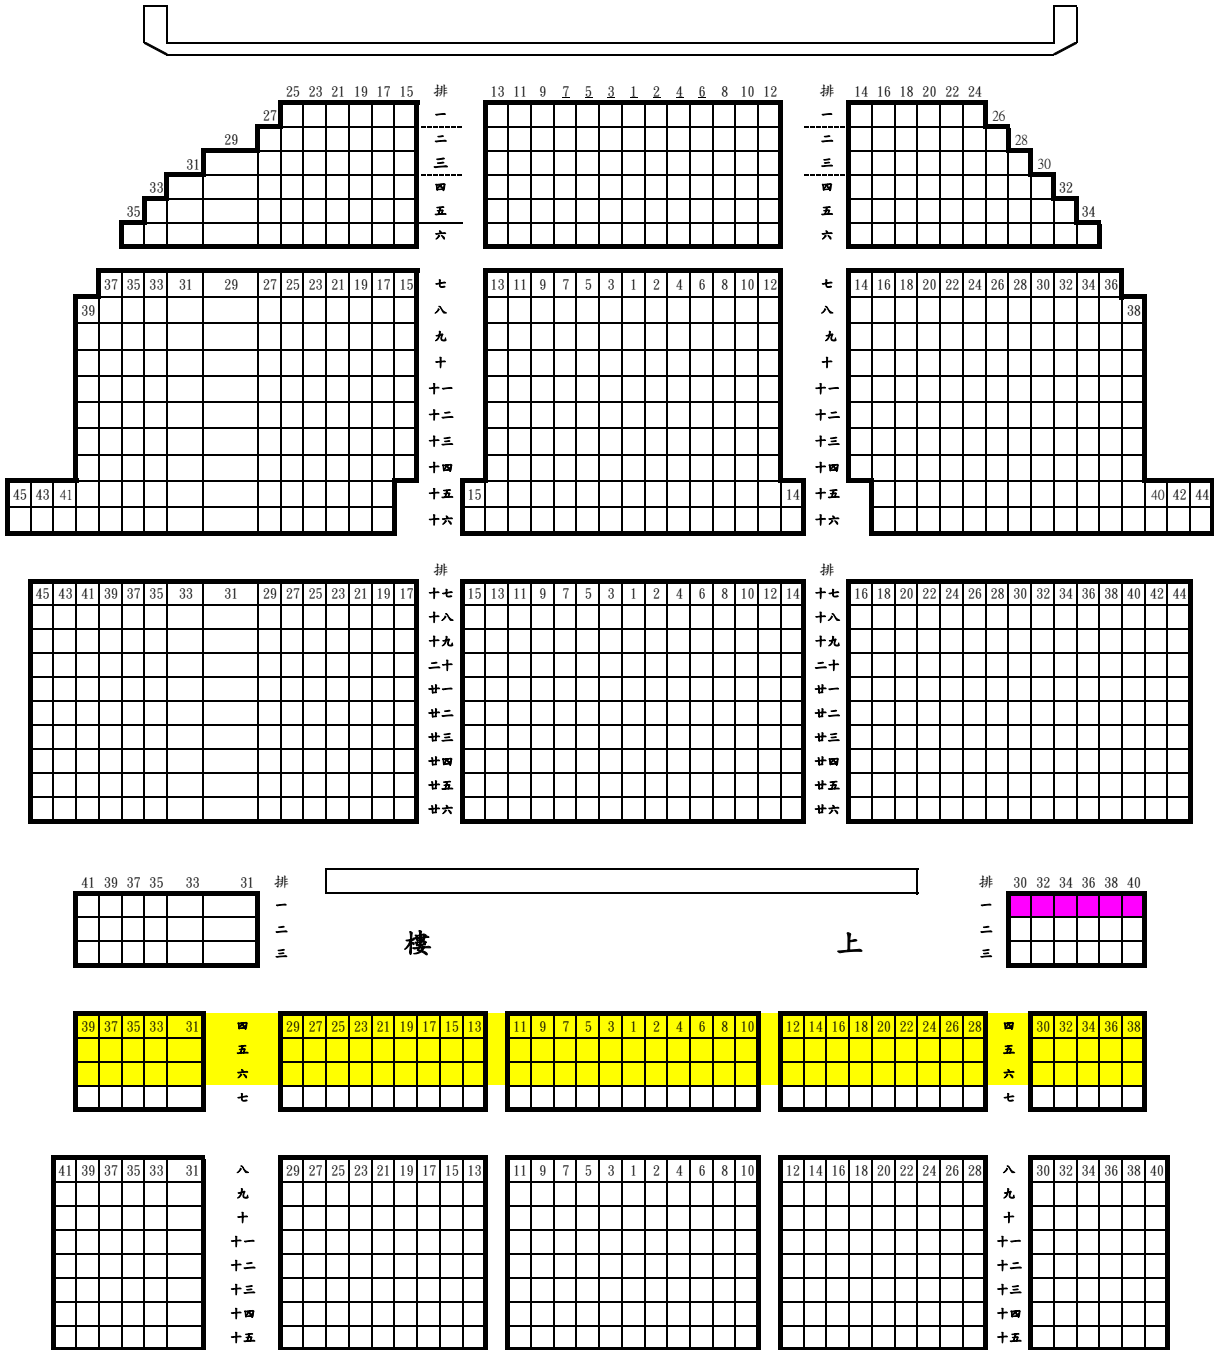 25 23 21 19 17 15 排 13 11 9 7 5 3 1 2 4 6 8 10 12 排 14 16 18 20 22 24
27 一 一 26
29 二 二 28
31 三 三 30
33 四 四 32
35 五 五 34
六 六
37 35 33 31 29 27 25 23 21 19 17 15 七 13 11 9 7 5 3 1 2 4 6 8 10 12 七 14 16 18 20 22 24 26 28 30 32 34 36
39 八 八 38
九 九
十 十
十一 十一
十二 十二
十三 十三
十四 十四
45 43 41 十五 15 14 十五 40 42 44
十六 十六
排 排
45 43 41 39 37 35 33 31 29 27 25 23 21 19 17 十七 15 13 11 9 7 5 3 1 2 4 6 8 10 12 14 十七 16 18 20 22 24 26 28 30 32 34 36 38 40 42 44
十八 十八
十九 十九
二十 二十
廿一 廿一
廿二 廿二
廿三 廿三
廿四 廿四
廿五 廿五
廿六 廿六
41 39 37 35 33 31 排 排 30 32 34 36 38 40
一 一
二 二
樓 上
三 三
39 37 35 33 31 四 29 27 25 23 21 19 17 15 13 11 9 7 5 3 1 2 4 6 8 10 12 14 16 18 20 22 24 26 28 四 30 32 34 36 38
五 五
六 六
七 七
41 39 37 35 33 31 八 29 27 25 23 21 19 17 15 13 11 9 7 5 3 1 2 4 6 8 10 12 14 16 18 20 22 24 26 28 八 30 32 34 36 38 40
九 九
十 十
十一 十一
十二 十二
十三 十三
十四 十四
十五 十五